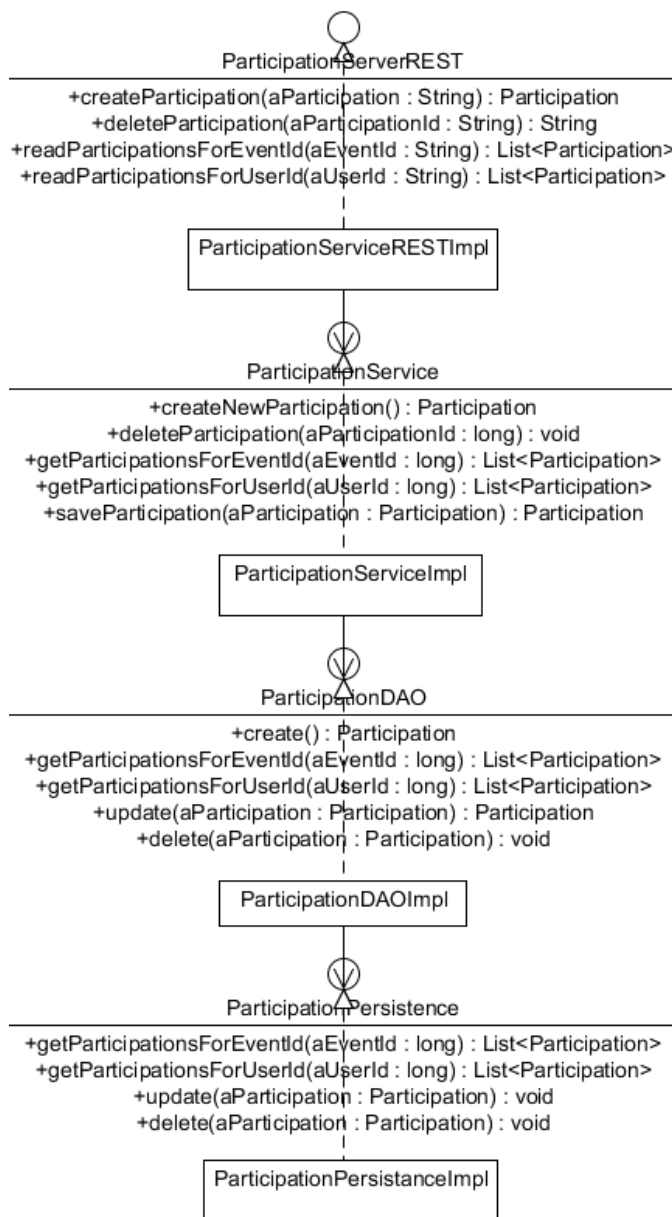 ParticipationServerREST
+createParticipation(aParticipation : String) : Participation
+deleteParticipation(aParticipationId : String) : String
+readParticipationsForEventId(aEventId : String) : List<Participation>
+readParticipationsForUserId(aUserId : String) : List<Participation>
ParticipationServiceRESTImpl
ParticipationService
+createNewParticipation() : Participation
+deleteParticipation(aParticipationId : long) : void
+getParticipationsForEventId(aEventId : long) : List<Participation>
+getParticipationsForUserId(aUserId : long) : List<Participation>
+saveParticipation(aParticipation : Participation) : Participation
ParticipationServiceImpl
ParticipationDAO
+create() : Participation
+getParticipationsForEventId(aEventId : long) : List<Participation>
+getParticipationsForUserId(aUserId : long) : List<Participation>
+update(aParticipation : Participation) : Participation
+delete(aParticipation : Participation) : void
ParticipationDAOImpl
ParticipationPersistence
+getParticipationsForEventId(aEventId : long) : List<Participation>
+getParticipationsForUserId(aUserId : long) : List<Participation>
+update(aParticipation : Participation) : void
+delete(aParticipation : Participation) : void
ParticipationPersistanceImpl